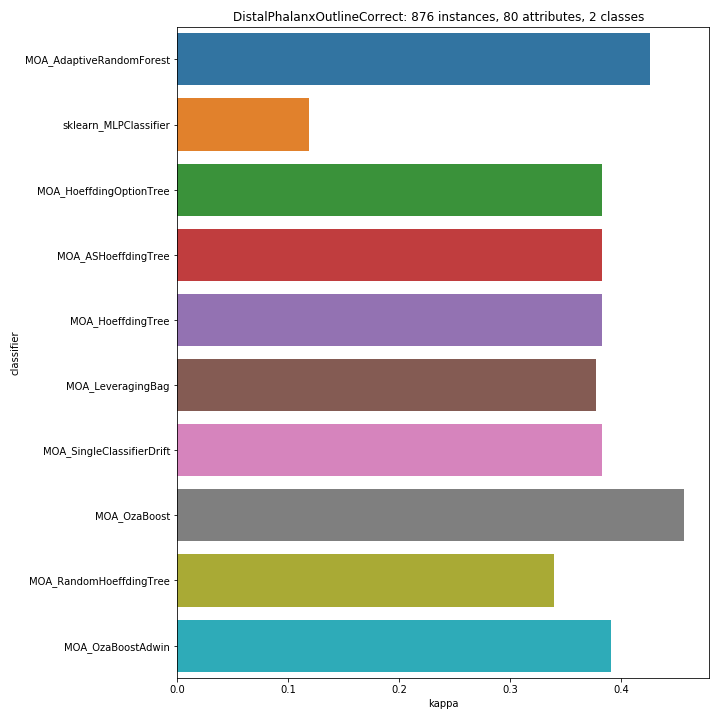 DistalPhalanxOutlineCorrect: 876 instances, 80 attributes, 2 classes
classifier
MOA_AdaptiveRandomForest
sklearn_MLPClassifier
MOA_HoeffdingOptionTree
MOA_ASHoeffdingTree
MOA_HoeffdingTree
MOA_LeveragingBag
MOA_SingleClassifierDrift
MOA_OzaBoost
MOA_RandomHoeffdingTree
MOA_OzaBoostAdwin
0.0 0.1 0.2 0.3 0.4
kappa